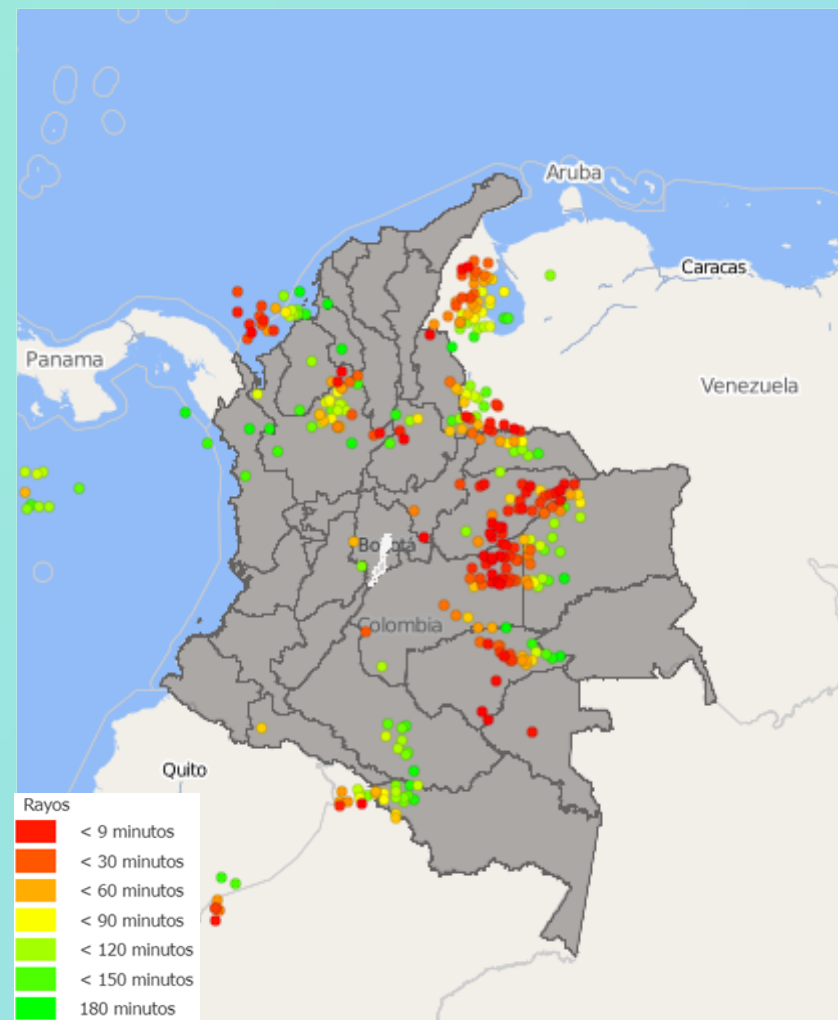 Aruba
Caracas
Panama
Venezuela
Bogotá
Colombia
Quito
Rayos
< 9 minutos
< 30 minutos
< 60 minutos
< 90 minutos
< 120 minutos
< 150 minutos
180 minutos